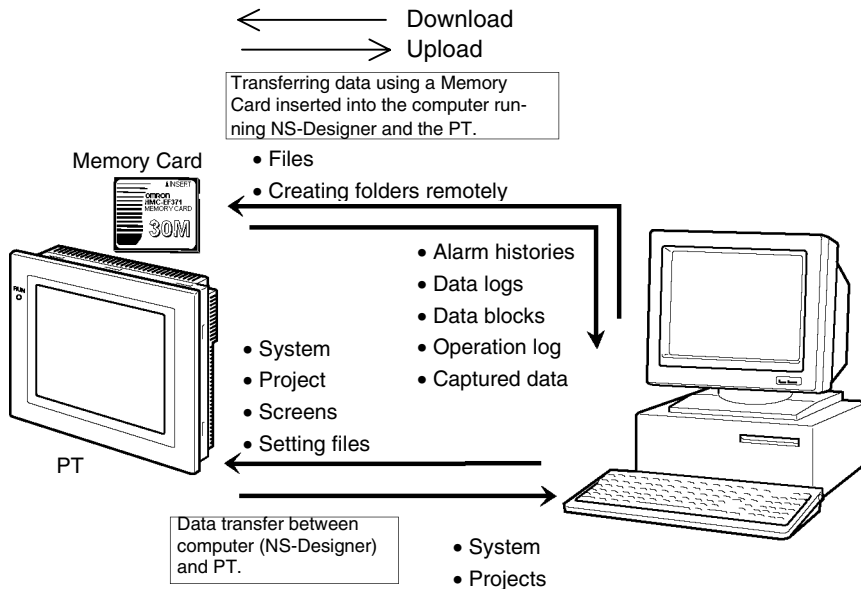 Download
Upload
Transferring data using a Memory
Card inserted into the computer run-
ning NS-Designer and the PT.
Memory Card
• Files
• Creating folders remotely
▲INSERT
OMRON
HMC-EF371
MEMORY CARD
30M
• Alarm histories
• Data logs
• Data blocks
• Operation log
• Captured data
RUN
• System
• Project
• Screens
• Setting files
PT
Data transfer between
computer (NS-Designer)
and PT.
• System
• Projects